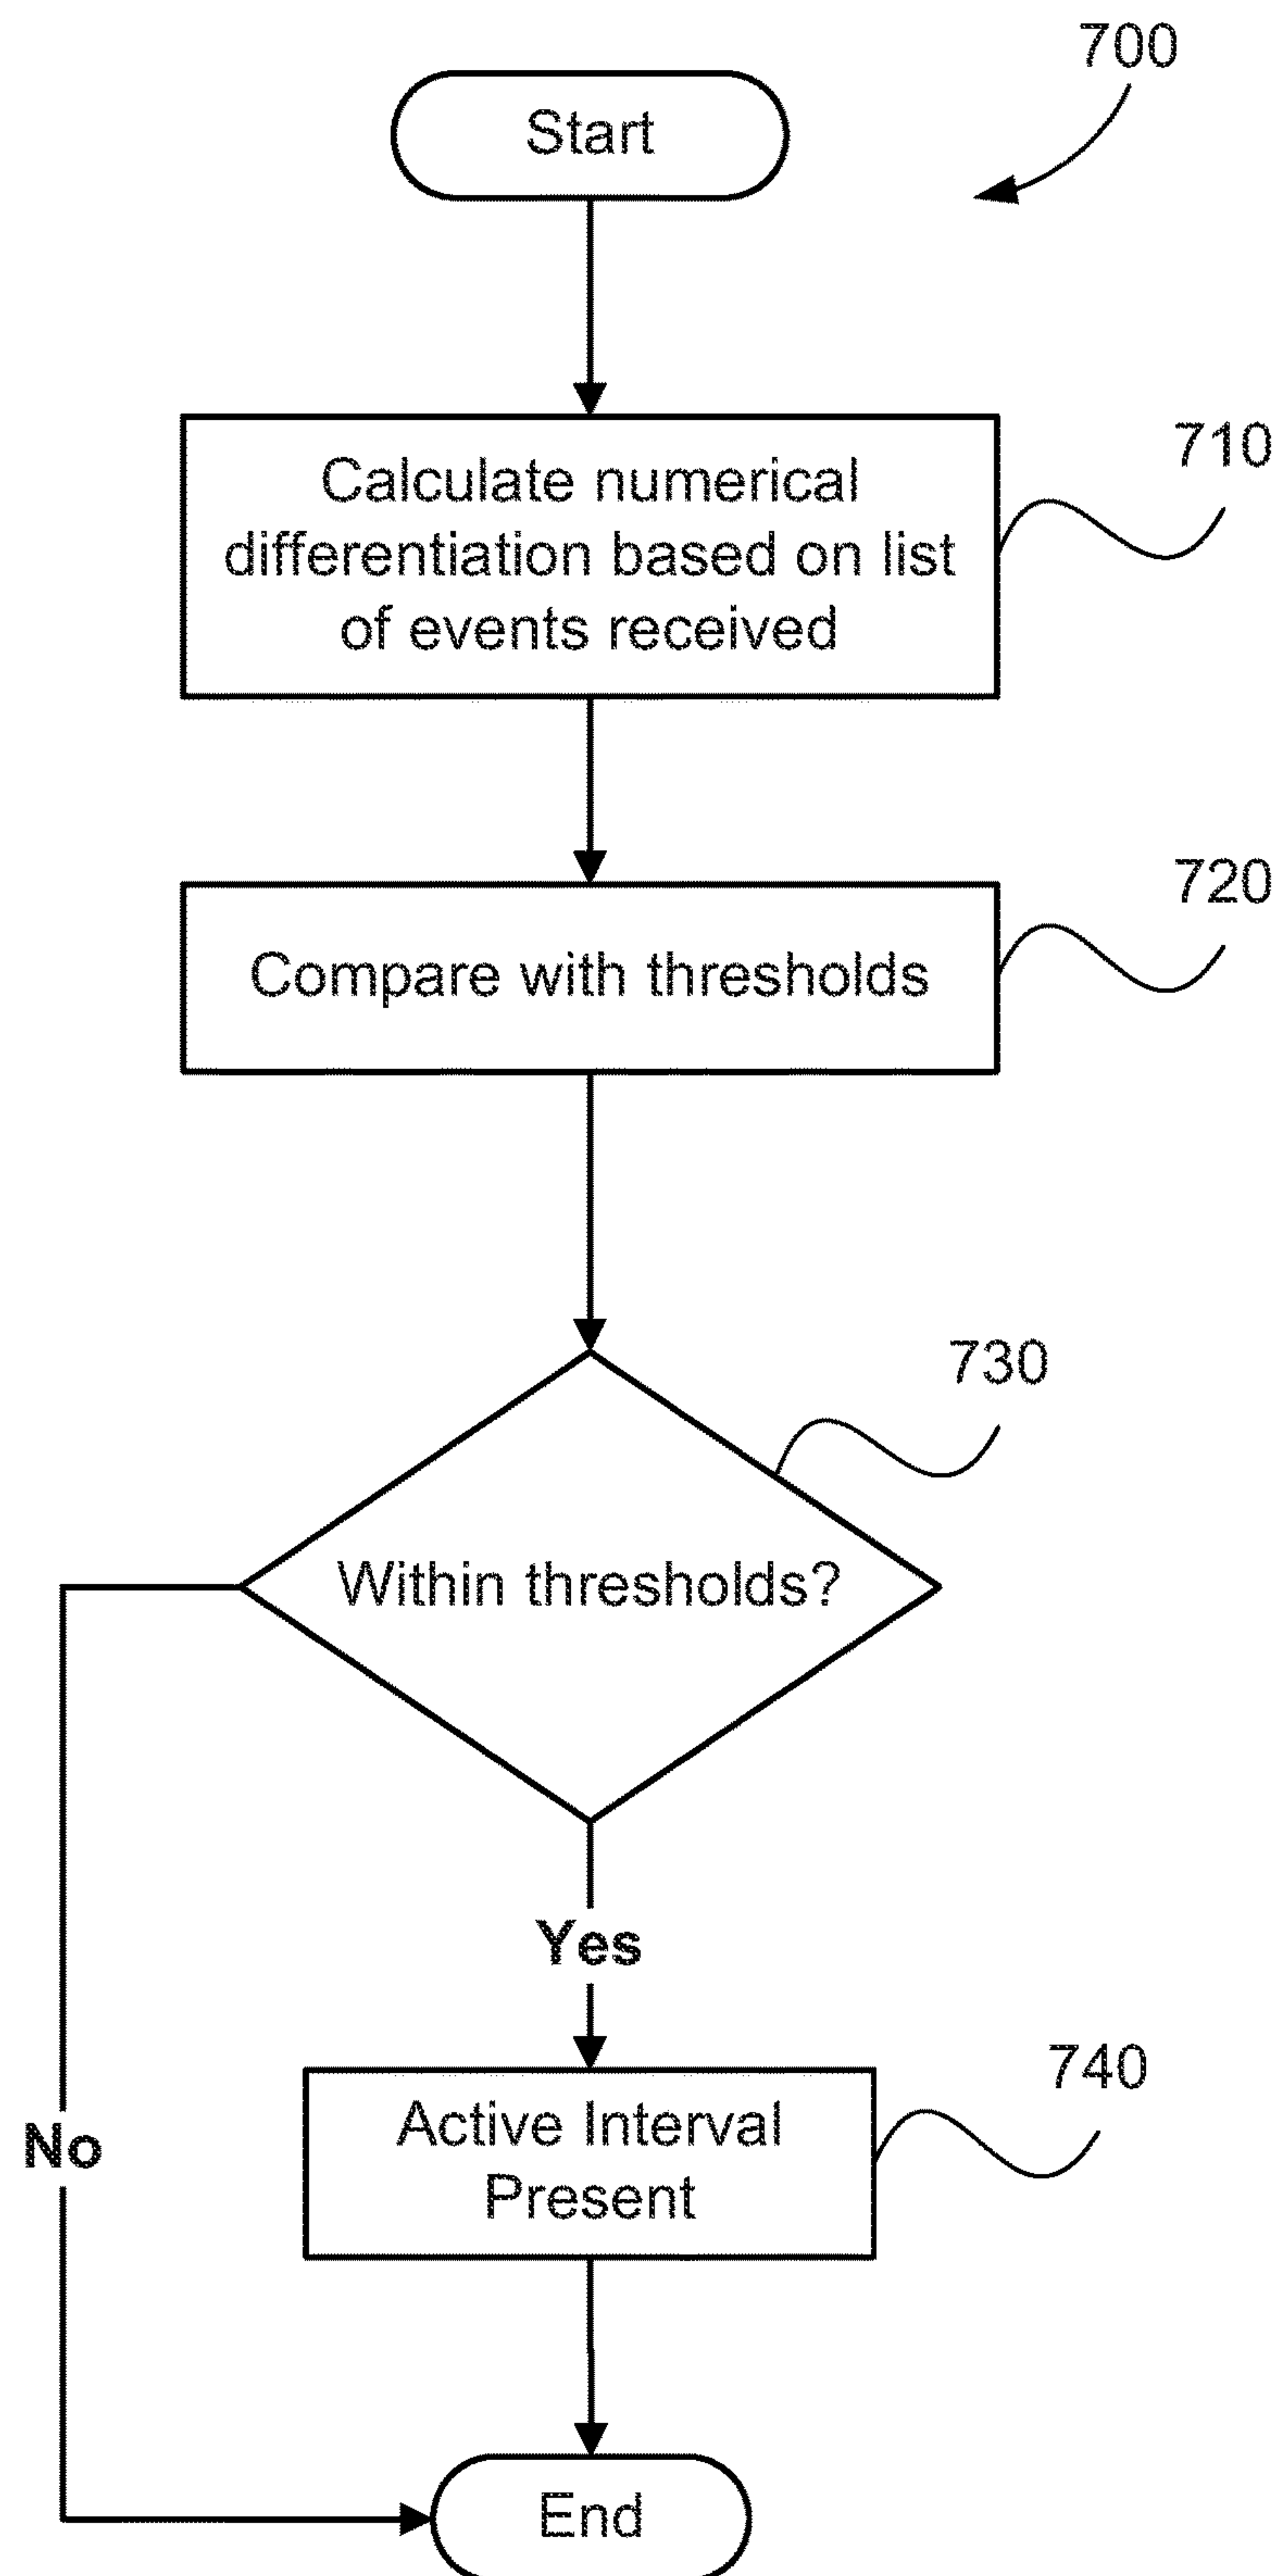 700
Start
710
Calculate numerical
differentiation based on list
of events received
720
Compare with thresholds
730
Within thresholds?
Yes
740
Active Interval
Present
No
End